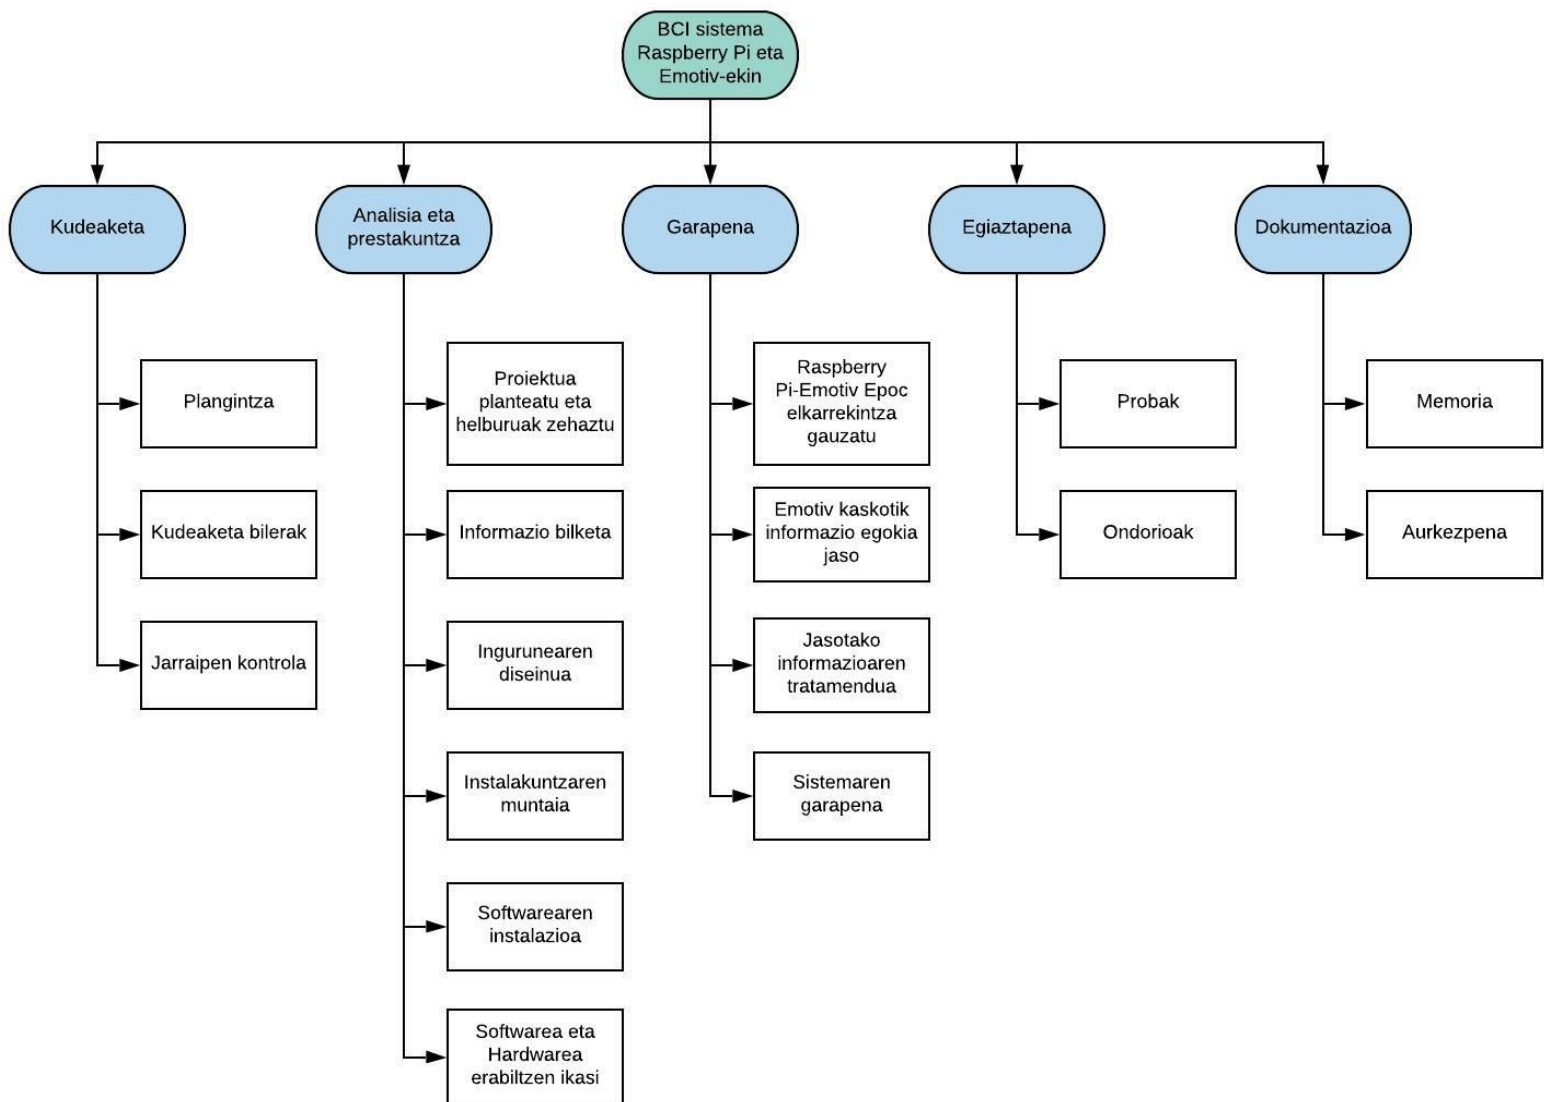 BCI sistema
Raspberry Pi eta
Emotiv-ekin
Kudeaketa
Analisia eta
prestakuntza
Garapena
Egiaztapena
Dokumentazioa
Plangintza
Kudeaketa bilerak
Jarraipen kontrola
Proiektua
planteatu eta
helburuak zehaztu
Informazio bilketa
Ingurunearen
diseinua
Instalakuntzaren
muntaia
Softwarearen
instalazioa
Softwarea eta
Hardwarea
erabiltzen ikasi
Raspberry
Pi-Emotiv Epoc
elkarrekintza
gauzatu
Emotiv kaskotik
informazio egokia
jaso
Jasotako
informazioaren
tratamendua
Sistemaren
garapena
Probak
Ondorioak
Memoria
Aurkezpena